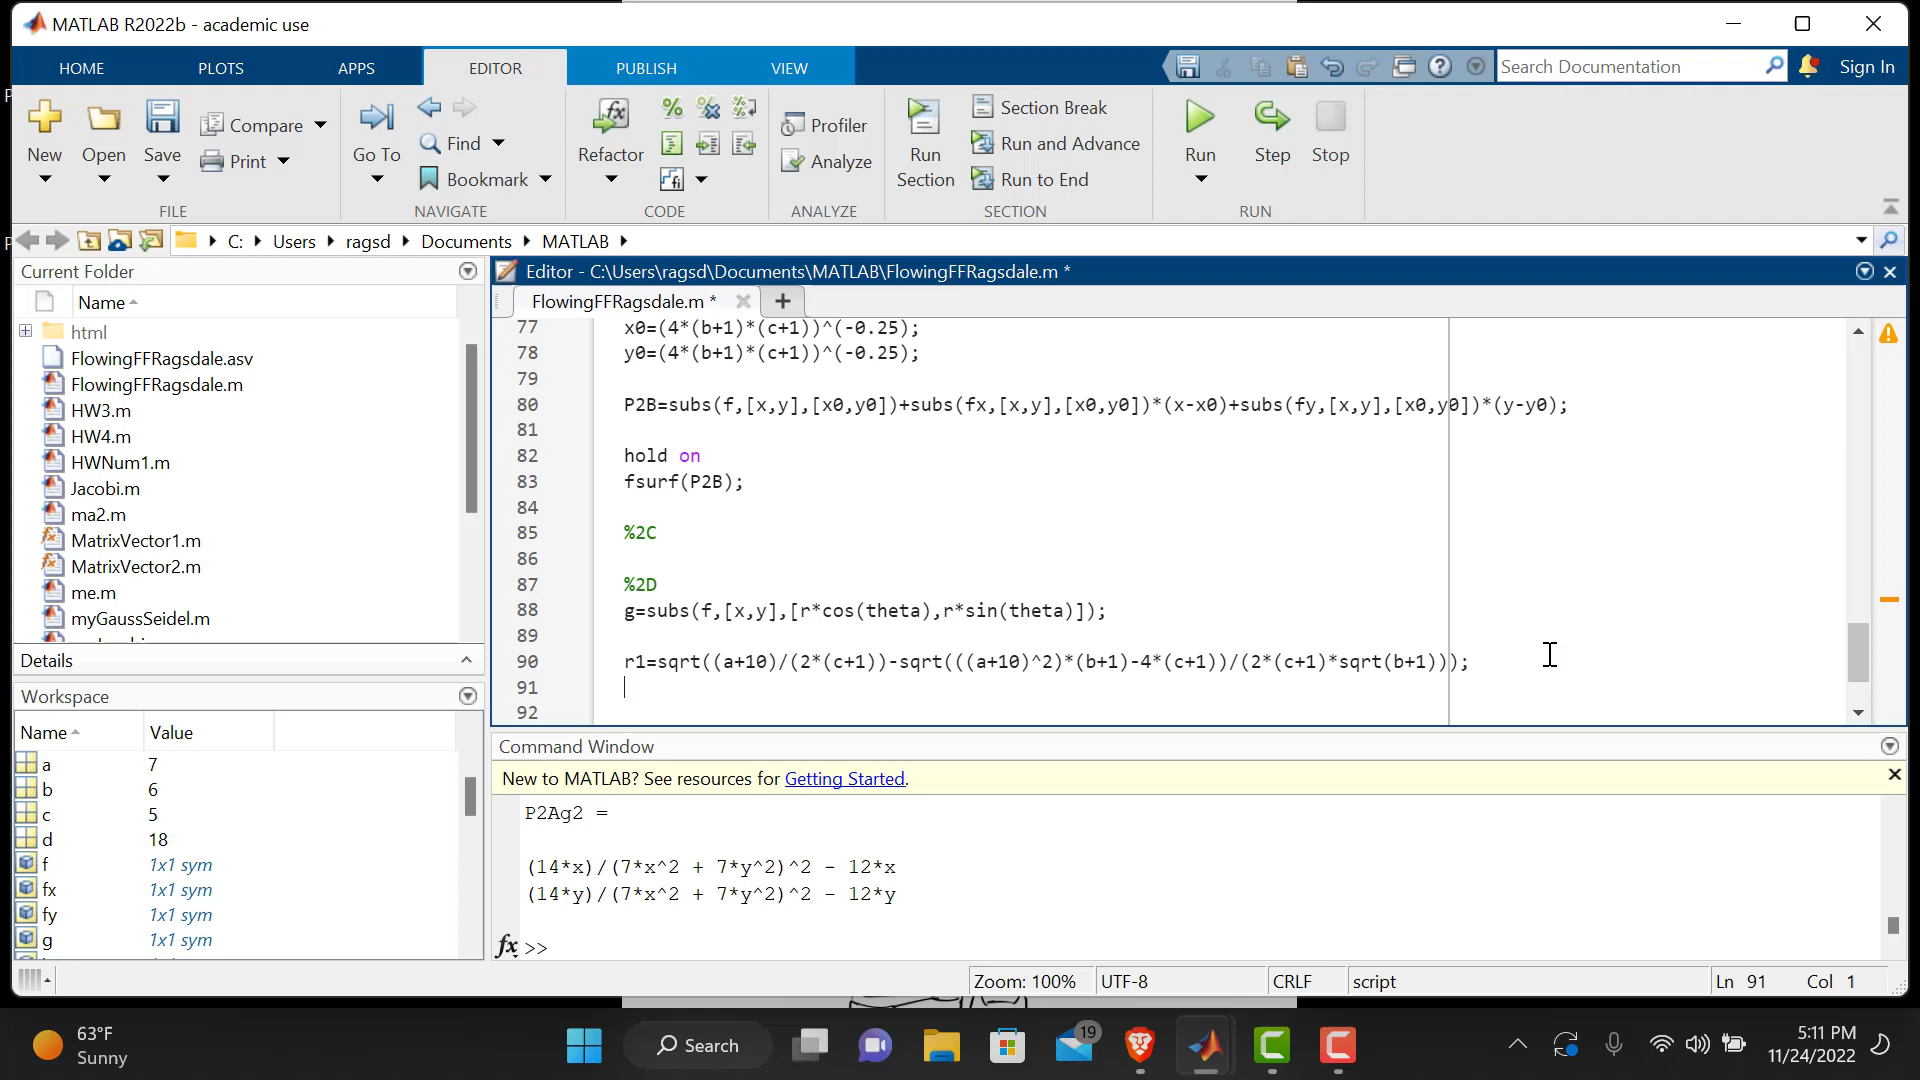 MATLAB R2022b - academic use
HOME PLOTS APPS EDITOR PUBLISH VIEW Search Documentation Sign In
New Open Save Compare Print
Go To Find Bookmark
Refactor
Profiler Analyze
Run Section Section Break Run and Advance Run to End
Run Step Stop
FILE NAVIGATE CODE ANALYZE SECTION RUN
C: Users ragsd Documents MATLAB
Current Folder
Name
html
FlowingFFRagsdale.asv
FlowingFFRagsdale.m
HW3.m
HW4.m
HWNum1.m
Jacobi.m
ma2.m
MatrixVector1.m
MatrixVector2.m
me.m
myGaussSeidel.m
Details
Workspace
Name Value
a 7
b 6
c 5
d 18
f 1x1 sym
fx 1x1 sym
fy 1x1 sym
g 1x1 sym
Editor - C:\Users\ragsd\Documents\MATLAB\FlowingFFRagsdale.m *
FlowingFFRagsdale.m *
77 x0=(4*(b+1)*(c+1))^(-0.25);
78 y0=(4*(b+1)*(c+1))^(-0.25);
79
80 P2B=subs(f,[x,y],[x0,y0])+subs(fx,[x,y],[x0,y0])*(x-x0)+subs(fy,[x,y],[x0,y0])*(y-y0);
81
82 hold on
83 fsurf(P2B);
84
85 %2C
86
87 %2D
88 g=subs(f,[x,y],[r*cos(theta),r*sin(theta)]);
89
90 r1=sqrt((a+10)/(2*(c+1))-sqrt(((a+10)^2)*(b+1)-4*(c+1))/(2*(c+1)*sqrt(b+1)));
91
92
Command Window
New to MATLAB? See resources for Getting Started.
P2Ag2 =
(14*x)/(7*x^2 + 7*y^2)^2 - 12*x
(14*y)/(7*x^2 + 7*y^2)^2 - 12*y
fx >>
Zoom: 100% UTF-8 CRLF script Ln 91 Col 1
63°F
Sunny
Search
19
5:11 PM
11/24/2022